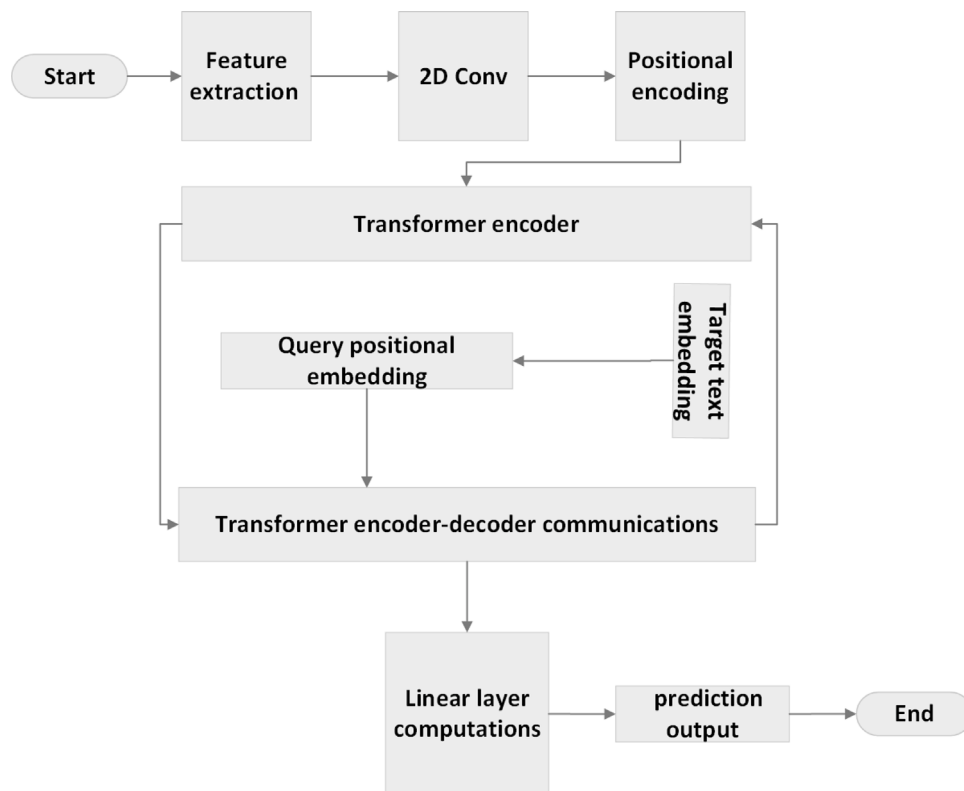 Start
Feature
extraction
2D Conv
Positional
encoding
Transformer encoder
Target text
embedding
Query positional
embedding
Transformer encoder-decoder communications
Linear layer
computations
prediction
output
End